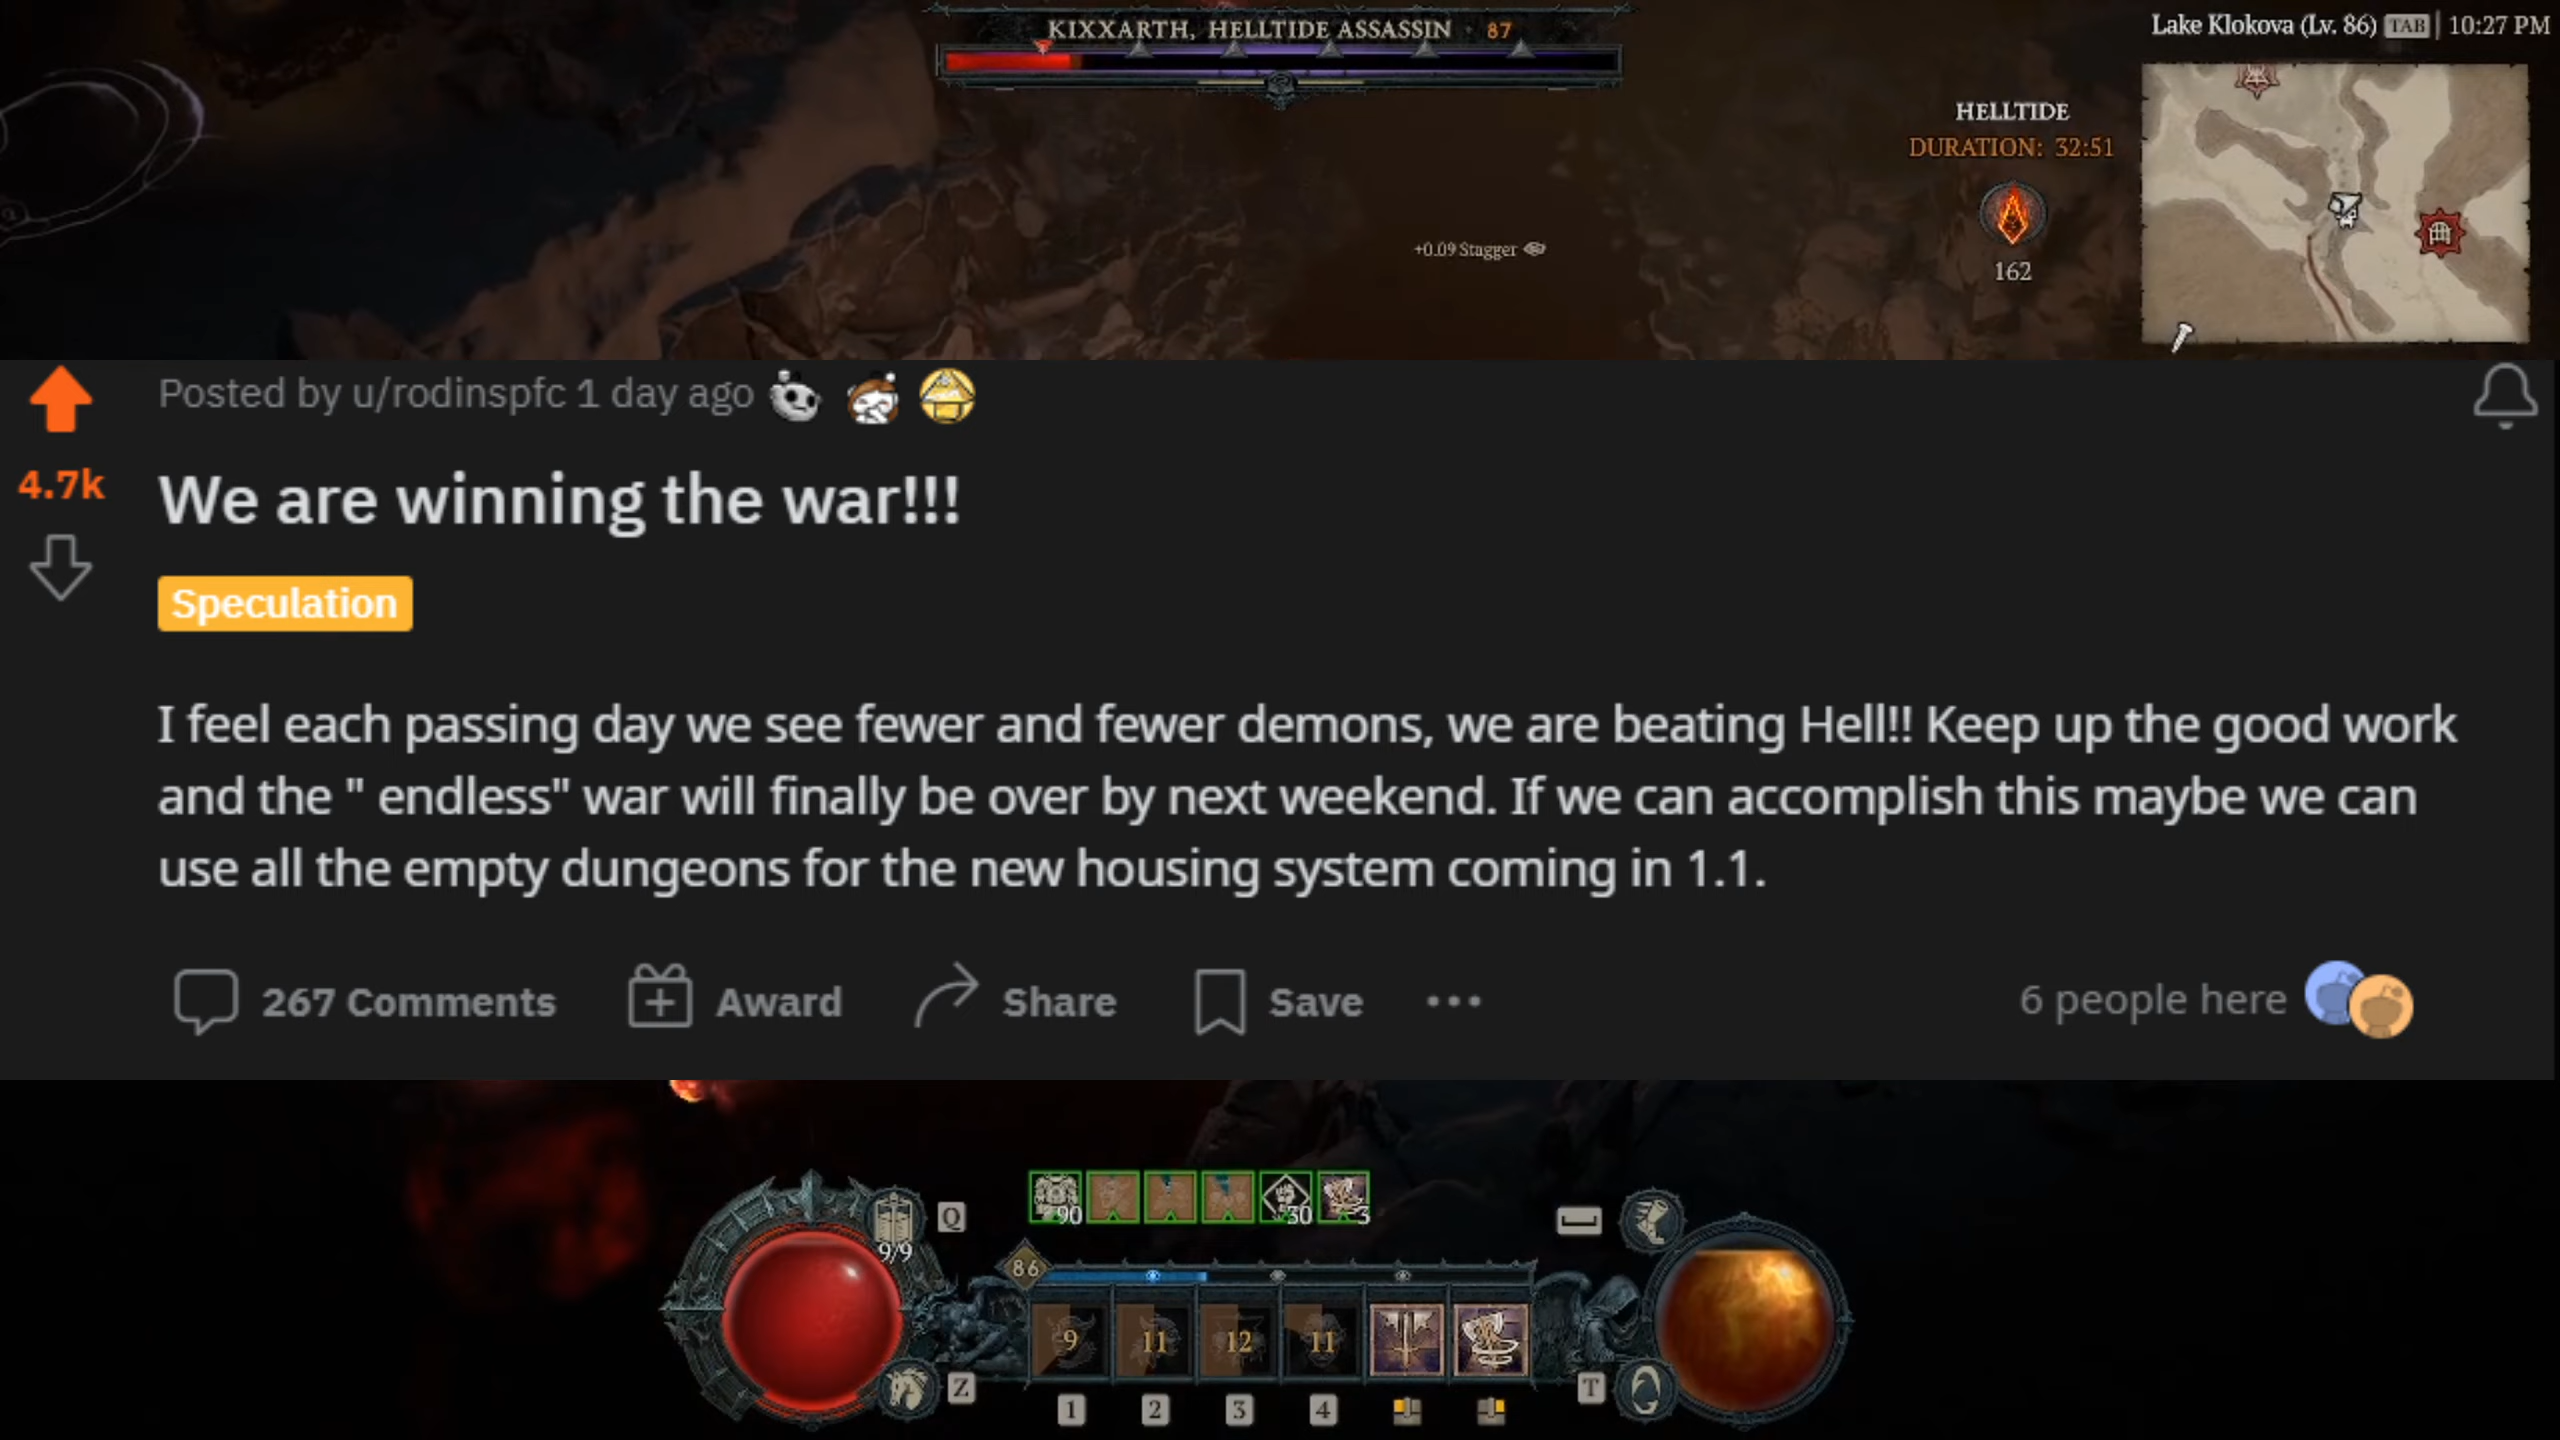 KIXXARTH, HELLTIDE ASSASSIN · 87
Lake Klokova (Lv. 86) TAB | 10:27 PM
HELLTIDE
DURATION: 32:51
162
+0.09 Stagger
Posted by u/rodinspfc 1 day ago
4.7k
We are winning the war!!!
Speculation
I feel each passing day we see fewer and fewer demons, we are beating Hell!! Keep up the good work
and the " endless" war will finally be over by next weekend. If we can accomplish this maybe we can
use all the empty dungeons for the new housing system coming in 1.1.
267 Comments Award Share Save ...
6 people here
90 30 3
Q
9/9
86
9 11 12 11
Z
T
1 2 3 4